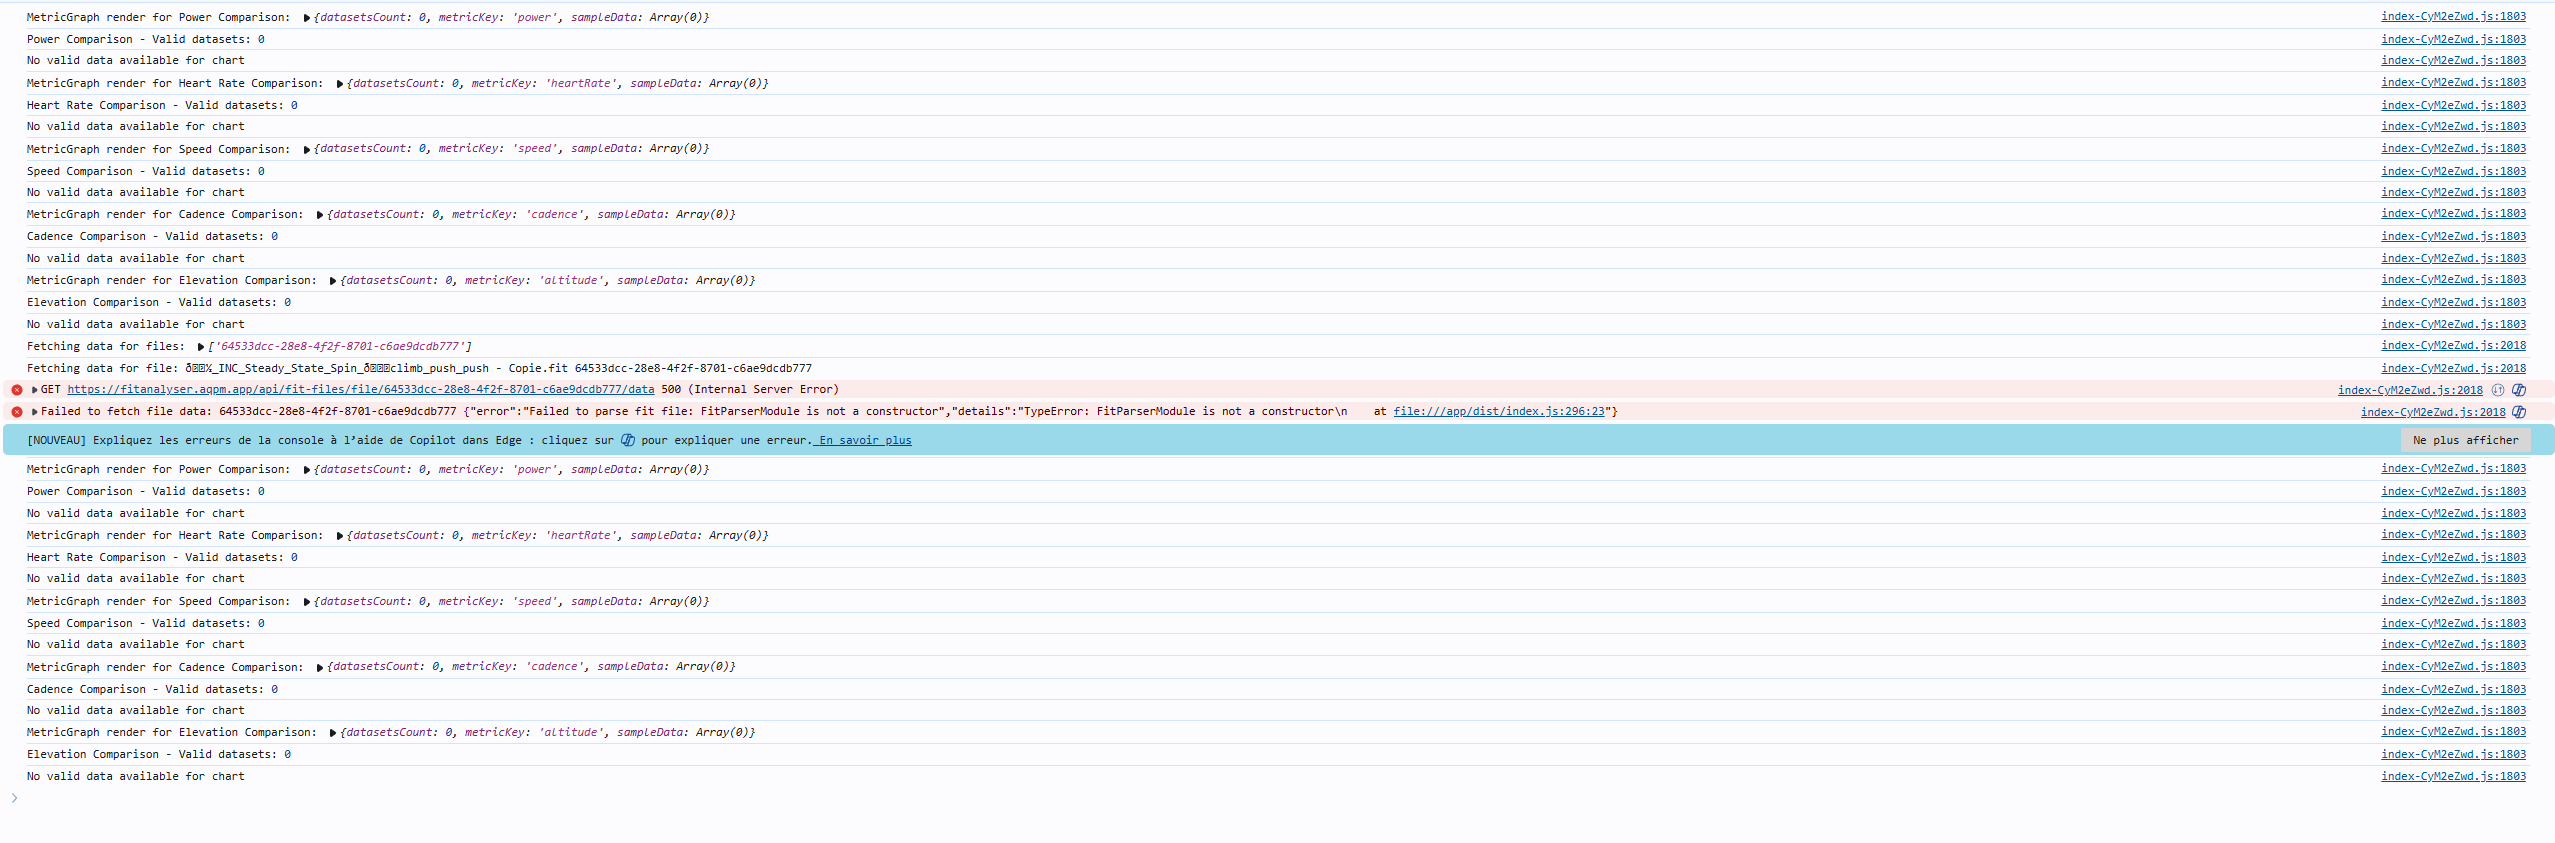 MetricGraph render for Power Comparison: ▶{datasetsCount: 0, metricKey: 'power', sampleData: Array(0)} index-CyM2eZwd.js:1803
Power Comparison - Valid datasets: 0 index-CyM2eZwd.js:1803
No valid data available for chart index-CyM2eZwd.js:1803
MetricGraph render for Heart Rate Comparison: ▶{datasetsCount: 0, metricKey: 'heartRate', sampleData: Array(0)} index-CyM2eZwd.js:1803
Heart Rate Comparison - Valid datasets: 0 index-CyM2eZwd.js:1803
No valid data available for chart index-CyM2eZwd.js:1803
MetricGraph render for Speed Comparison: ▶{datasetsCount: 0, metricKey: 'speed', sampleData: Array(0)} index-CyM2eZwd.js:1803
Speed Comparison - Valid datasets: 0 index-CyM2eZwd.js:1803
No valid data available for chart index-CyM2eZwd.js:1803
MetricGraph render for Cadence Comparison: ▶{datasetsCount: 0, metricKey: 'cadence', sampleData: Array(0)} index-CyM2eZwd.js:1803
Cadence Comparison - Valid datasets: 0 index-CyM2eZwd.js:1803
No valid data available for chart index-CyM2eZwd.js:1803
MetricGraph render for Elevation Comparison: ▶{datasetsCount: 0, metricKey: 'altitude', sampleData: Array(0)} index-CyM2eZwd.js:1803
Elevation Comparison - Valid datasets: 0 index-CyM2eZwd.js:1803
No valid data available for chart index-CyM2eZwd.js:1803
Fetching data for files: ▶['64533dcc-28e8-4f2f-8701-c6ae9dcdb777'] index-CyM2eZwd.js:2018
Fetching data for file: _INC_Steady_State_Spin_ climb_push_push - Copie.fit 64533dcc-28e8-4f2f-8701-c6ae9dcdb777 index-CyM2eZwd.js:2018
▶GET https://fitanalyser.aqpm.app/api/fit-files/file/64533dcc-28e8-4f2f-8701-c6ae9dcdb777/data 500 (Internal Server Error) index-CyM2eZwd.js:2018
▶Failed to fetch file data: 64533dcc-28e8-4f2f-8701-c6ae9dcdb777 {"error":"Failed to parse fit file: FitParserModule is not a constructor","details":"TypeError: FitParserModule is not a constructor\n    at file:///app/dist/index.js:296:23"} index-CyM2eZwd.js:2018
[NOUVEAU] Expliquez les erreurs de la console à l'aide de Copilot dans Edge : cliquez sur pour expliquer une erreur. En savoir plus Ne plus afficher
MetricGraph render for Power Comparison: ▶{datasetsCount: 0, metricKey: 'power', sampleData: Array(0)} index-CyM2eZwd.js:1803
Power Comparison - Valid datasets: 0 index-CyM2eZwd.js:1803
No valid data available for chart index-CyM2eZwd.js:1803
MetricGraph render for Heart Rate Comparison: ▶{datasetsCount: 0, metricKey: 'heartRate', sampleData: Array(0)} index-CyM2eZwd.js:1803
Heart Rate Comparison - Valid datasets: 0 index-CyM2eZwd.js:1803
No valid data available for chart index-CyM2eZwd.js:1803
MetricGraph render for Speed Comparison: ▶{datasetsCount: 0, metricKey: 'speed', sampleData: Array(0)} index-CyM2eZwd.js:1803
Speed Comparison - Valid datasets: 0 index-CyM2eZwd.js:1803
No valid data available for chart index-CyM2eZwd.js:1803
MetricGraph render for Cadence Comparison: ▶{datasetsCount: 0, metricKey: 'cadence', sampleData: Array(0)} index-CyM2eZwd.js:1803
Cadence Comparison - Valid datasets: 0 index-CyM2eZwd.js:1803
No valid data available for chart index-CyM2eZwd.js:1803
MetricGraph render for Elevation Comparison: ▶{datasetsCount: 0, metricKey: 'altitude', sampleData: Array(0)} index-CyM2eZwd.js:1803
Elevation Comparison - Valid datasets: 0 index-CyM2eZwd.js:1803
No valid data available for chart index-CyM2eZwd.js:1803